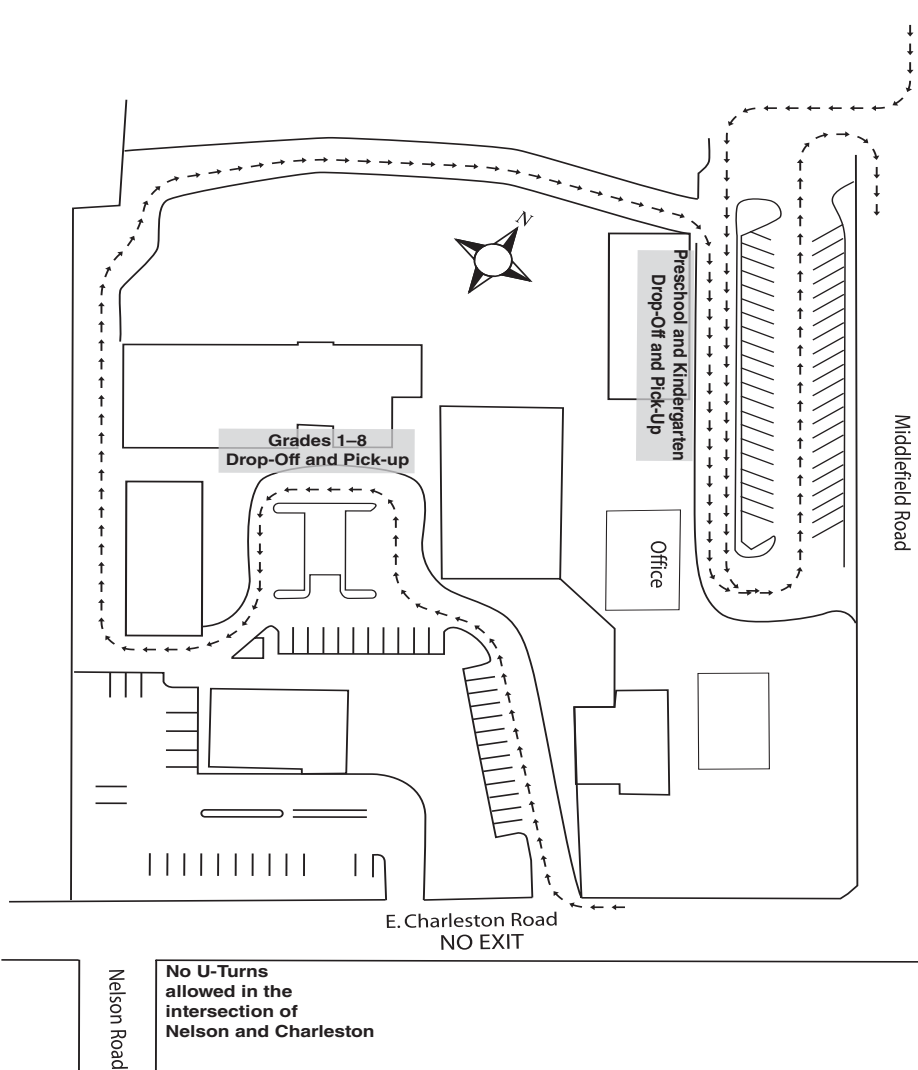 N
Preschool and Kindergarten
Drop-Off and Pick-Up
Middlefield Road
Grades 1–8
Drop-Off and Pick-up
Office
E. Charleston Road
NO EXIT
Nelson Road
No U-Turns
allowed in the
intersection of
Nelson and Charleston